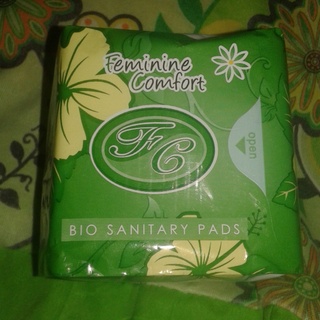 Feminine
Comfort
FC
open
BIO SANITARY PADS